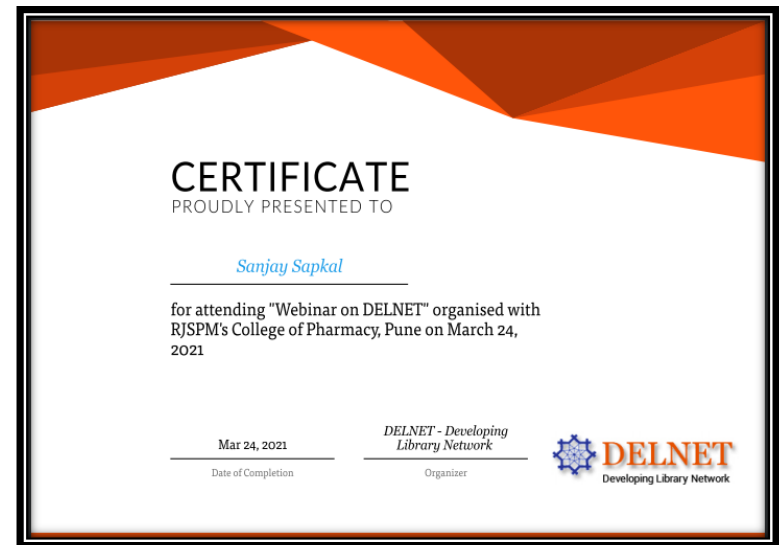 CERTIFICATE
PROUDLY PRESENTED TO
Sanjay Sapkal
for attending "Webinar on DELNET" organised with
RJSPM's College of Pharmacy, Pune on March 24,
2021
Mar 24, 2021
Date of Completion
DELNET - Developing
Library Network
Organizer
DELNET
Developing Library Network